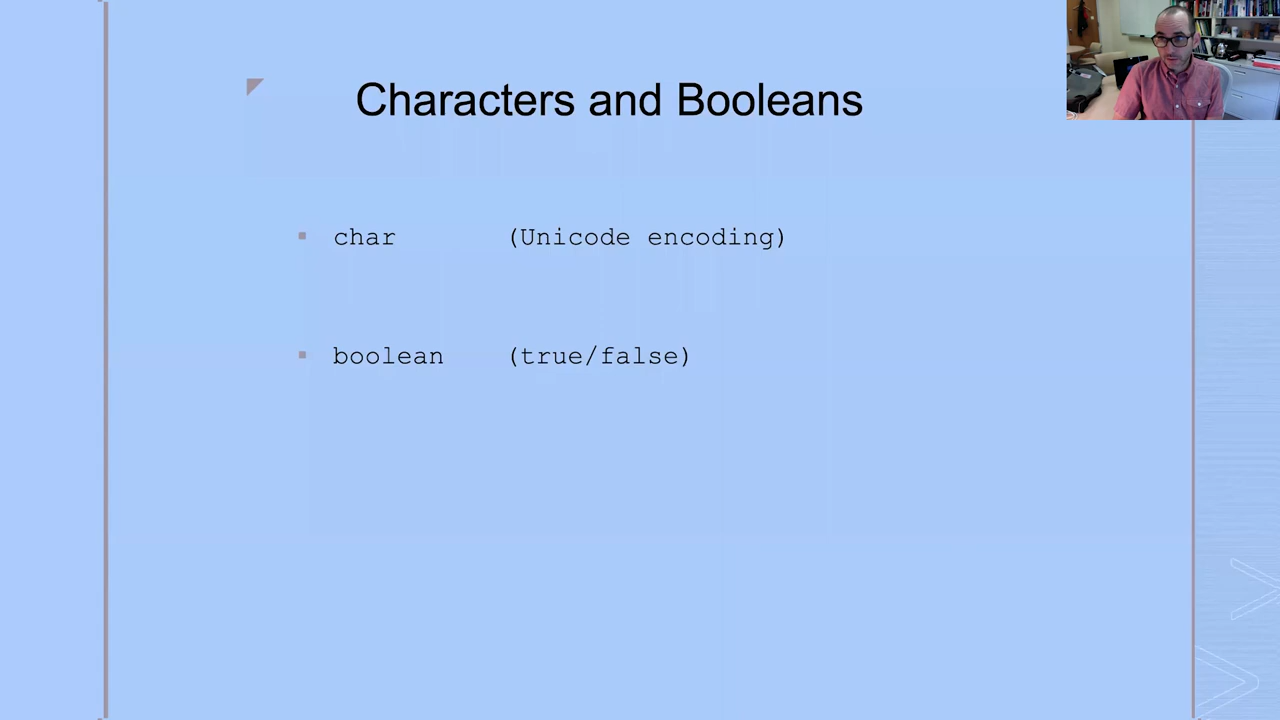 Characters and Booleans
▪ char (Unicode encoding)
▪ boolean (true/false)